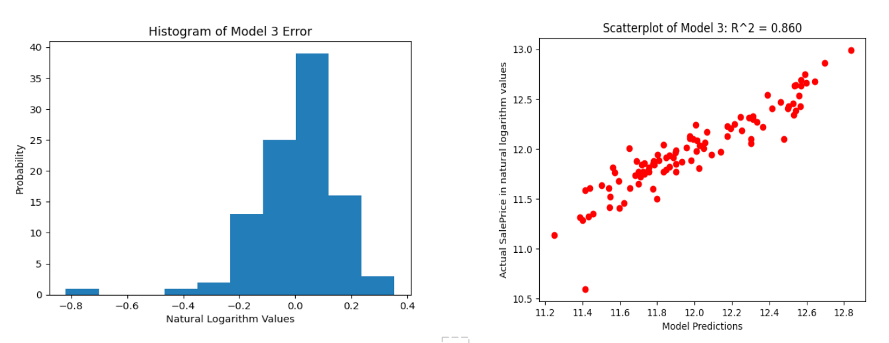 Histogram of Model 3 Error
Probability
40
35
30
25
20
15
10
5
0
−0.8 −0.6 −0.4 −0.2 0.0 0.2 0.4
Natural Logarithm Values
Scatterplot of Model 3: R^2 = 0.860
Actual SalePrice in natural logarithm values
13.0
12.5
12.0
11.5
11.0
10.5
11.2 11.4 11.6 11.8 12.0 12.2 12.4 12.6 12.8
Model Predictions